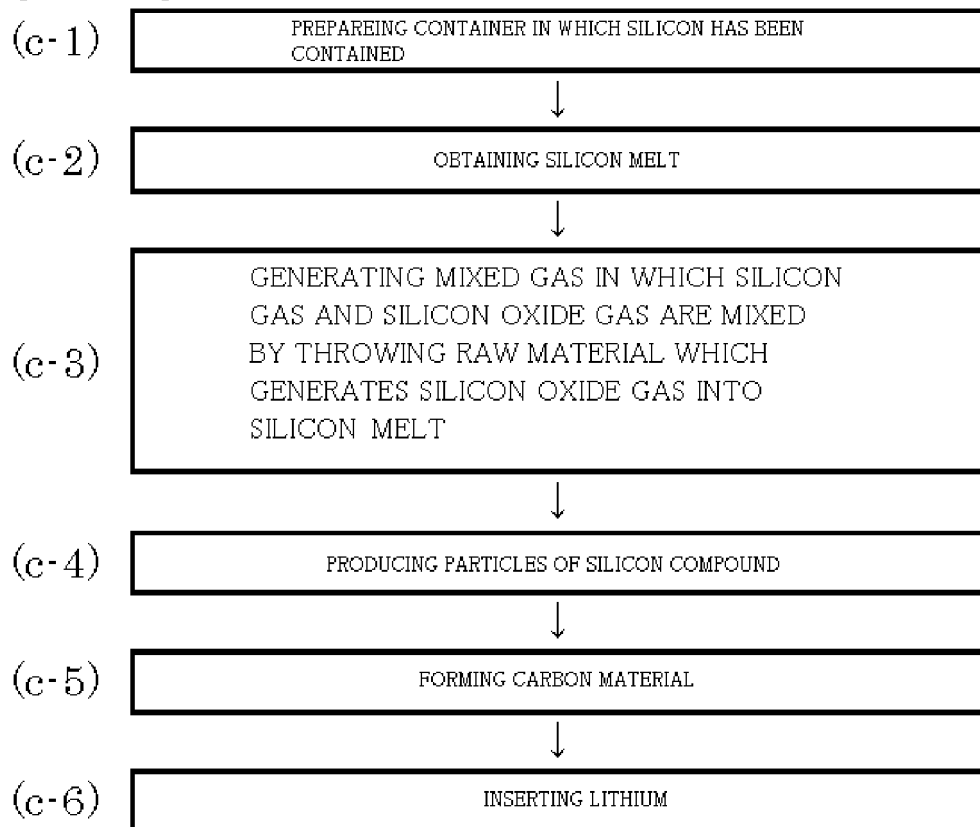 (c-1)
PREPAREING CONTAINER IN WHICH SILICON HAS BEEN
CONTAINED
(c-2)
OBTAINING SILICON MELT
(c-3)
GENERATING MIXED GAS IN WHICH SILICON
GAS AND SILICON OXIDE GAS ARE MIXED
BY THROWING RAW MATERIAL WHICH
GENERATES SILICON OXIDE GAS INTO
SILICON MELT
(c-4)
PRODUCING PARTICLES OF SILICON COMPOUND
(c-5)
FORMING CARBON MATERIAL
(c-6)
INSERTING LITHIUM